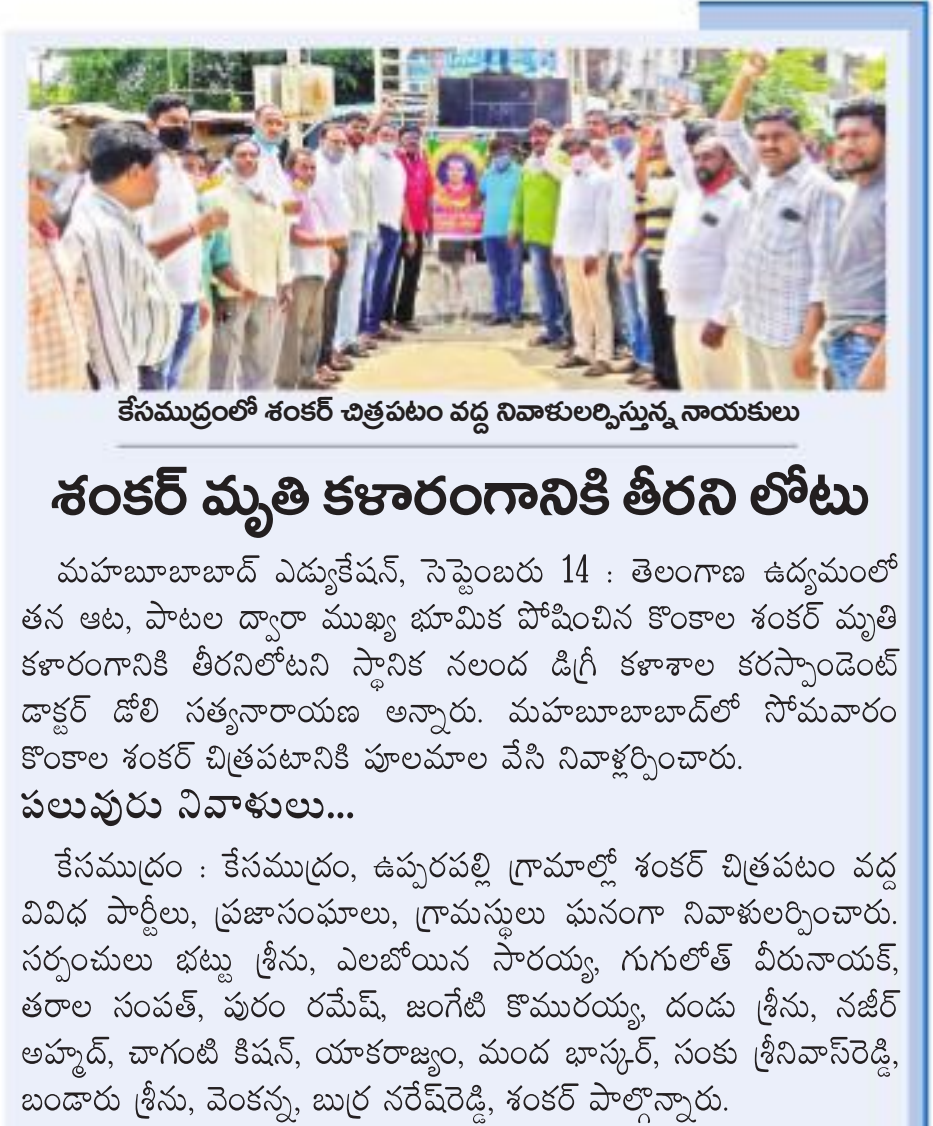 కేసముద్రంలో శంకర్ చిత్రపటం వద్ద నివాళులర్పిస్తున్న నాయకులు
శంకర్ మృతి కళారంగానికి తీరని లోటు
మహబూబాబాద్ ఎడ్యుకేషన్, సెప్టెంబరు 14 : తెలంగాణ ఉద్యమంలో
తన ఆట, పాటల ద్వారా ముఖ్య భూమిక పోషించిన కొంకాల శంకర్ మృతి
కళారంగానికి తీరనిలోటని స్థానిక నలంద డిగ్రీ కళాశాల కరస్పాండెంట్
డాక్టర్ డోలి సత్యనారాయణ అన్నారు. మహబూబాబాద్‌లో సోమవారం
కొంకాల శంకర్ చిత్రపటానికి పూలమాల వేసి నివాళ్లర్పించారు.
పలువురు నివాళులు...
కేసముద్రం : కేసముద్రం, ఉప్పరపల్లి గ్రామాల్లో శంకర్ చిత్రపటం వద్ద
వివిధ పార్టీలు, ప్రజాసంఘాలు, గ్రామస్థులు ఘనంగా నివాళులర్పించారు.
సర్పంచులు భట్టు శ్రీను, ఎలబోయిన సారయ్య, గుగులోత్ వీరునాయక్,
తరాల సంపత్, పురం రమేష్, జంగేటి కొమురయ్య, దండు శ్రీను, నజీర్
అహ్మద్, చాగంటి కిషన్, యాకరాజ్యం, మంద భాస్కర్, సంకు శ్రీనివాస్‌రెడ్డి,
బండారు శ్రీను, వెంకన్న, బుర్ర నరేష్‌రెడ్డి, శంకర్ పాల్గొన్నారు.